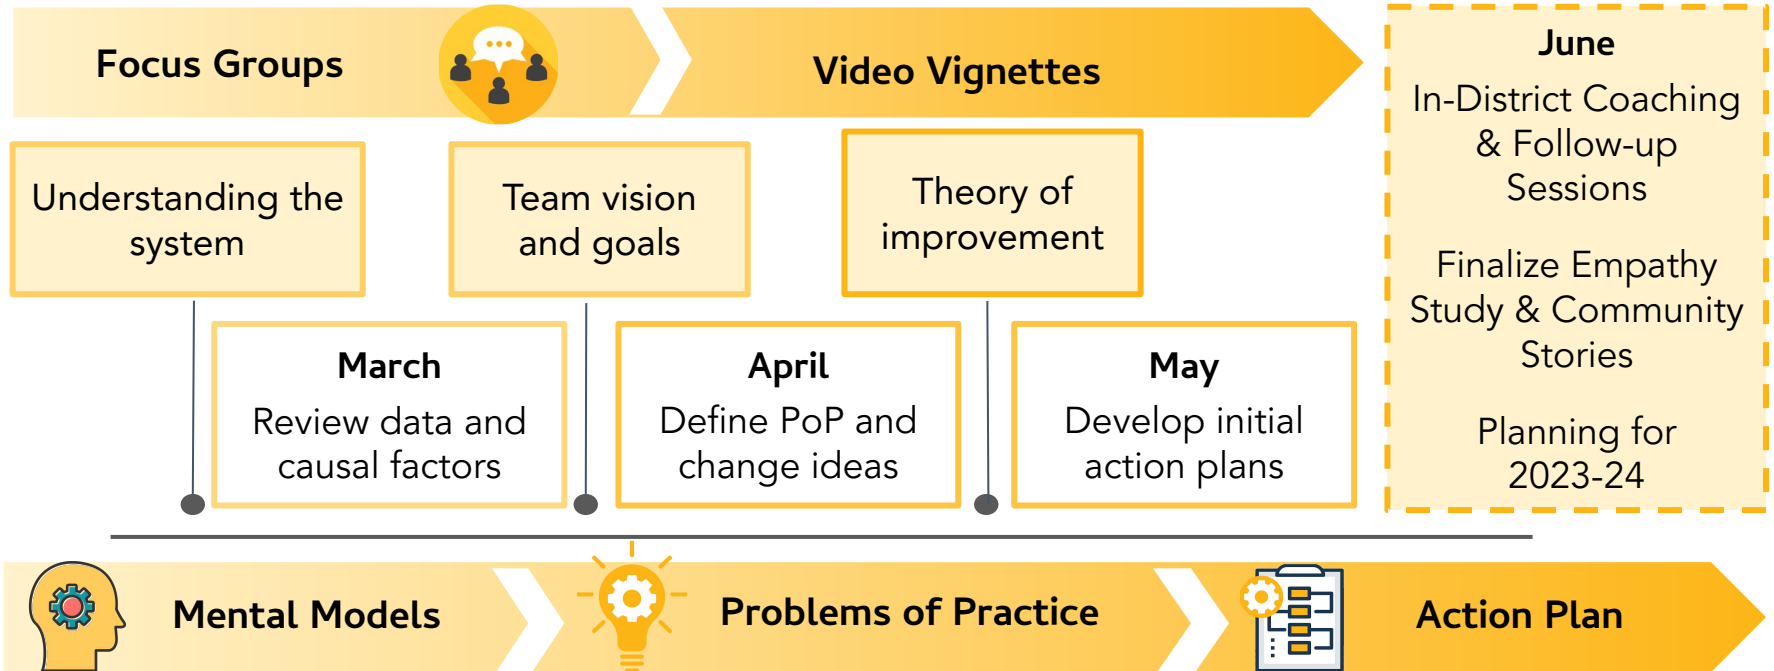 Focus Groups
Video Vignettes
Understanding the
system
Team vision
and goals
Theory of
improvement
March
Review data and
causal factors
April
Define PoP and
change ideas
May
Develop initial
action plans
June
In-District Coaching
& Follow-up
Sessions
Finalize Empathy
Study & Community
Stories
Planning for
2023-24
Mental Models
Problems of Practice
Action Plan